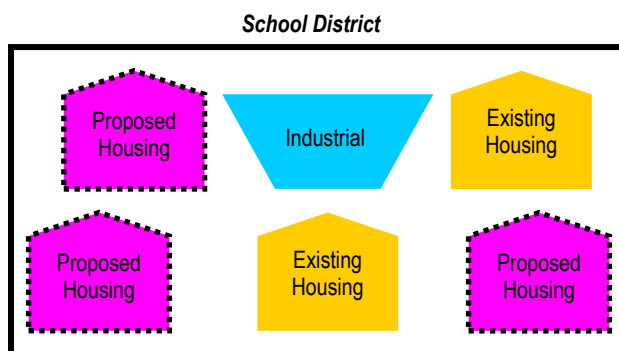 School District
Proposed
Housing
Industrial
Existing
Housing
Proposed
Housing
Existing
Housing
Proposed
Housing